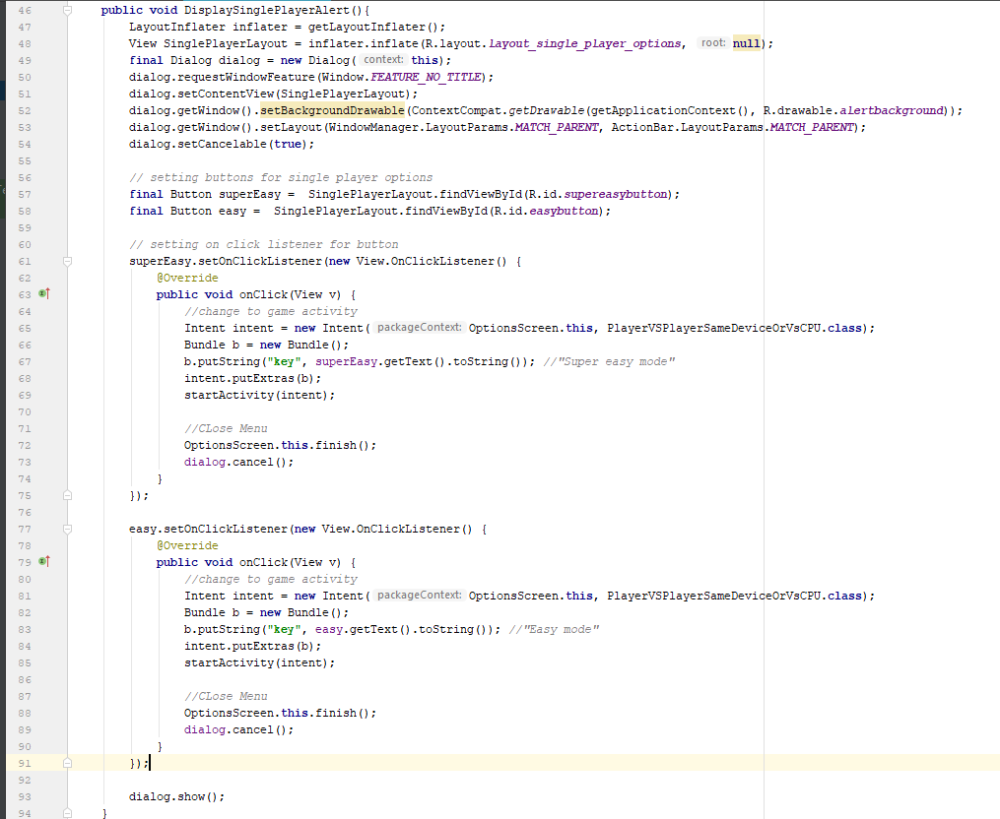 46 public void DisplaySinglePlayerAlert(){
47 LayoutInflater inflater = getLayoutInflater();
48 View SinglePlayerLayout = inflater.inflate(R.layout.layout_single_player_options, root: null);
49 final Dialog dialog = new Dialog( context: this);
50 dialog.requestWindowFeature(Window.FEATURE_NO_TITLE);
51 dialog.setContentView(SinglePlayerLayout);
52 dialog.getWindow().setBackgroundDrawable(ContextCompat.getDrawable(getApplicationContext(), R.drawable.alertbackground));
53 dialog.getWindow().setLayout(WindowManager.LayoutParams.MATCH_PARENT, ActionBar.LayoutParams.MATCH_PARENT);
54 dialog.setCancelable(true);
55
56 // setting buttons for single player options
57 final Button superEasy = SinglePlayerLayout.findViewById(R.id.supereasybutton);
58 final Button easy = SinglePlayerLayout.findViewById(R.id.easybutton);
59
60 // setting on click listener for button
61 superEasy.setOnClickListener(new View.OnClickListener() {
62 @Override
63 public void onClick(View v) {
64 //change to game activity
65 Intent intent = new Intent( packageContext: OptionsScreen.this, PlayerVSPlayerSameDeviceOrVsCPU.class);
66 Bundle b = new Bundle();
67 b.putString("key", superEasy.getText().toString()); //"Super easy mode"
68 intent.putExtras(b);
69 startActivity(intent);
70
71 //CLose Menu
72 OptionsScreen.this.finish();
73 dialog.cancel();
74 }
75 });
76
77 easy.setOnClickListener(new View.OnClickListener() {
78 @Override
79 public void onClick(View v) {
80 //change to game activity
81 Intent intent = new Intent( packageContext: OptionsScreen.this, PlayerVSPlayerSameDeviceOrVsCPU.class);
82 Bundle b = new Bundle();
83 b.putString("key", easy.getText().toString()); //"Easy mode"
84 intent.putExtras(b);
85 startActivity(intent);
86
87 //CLose Menu
88 OptionsScreen.this.finish();
89 dialog.cancel();
90 }
91 });
92
93 dialog.show();
94 }